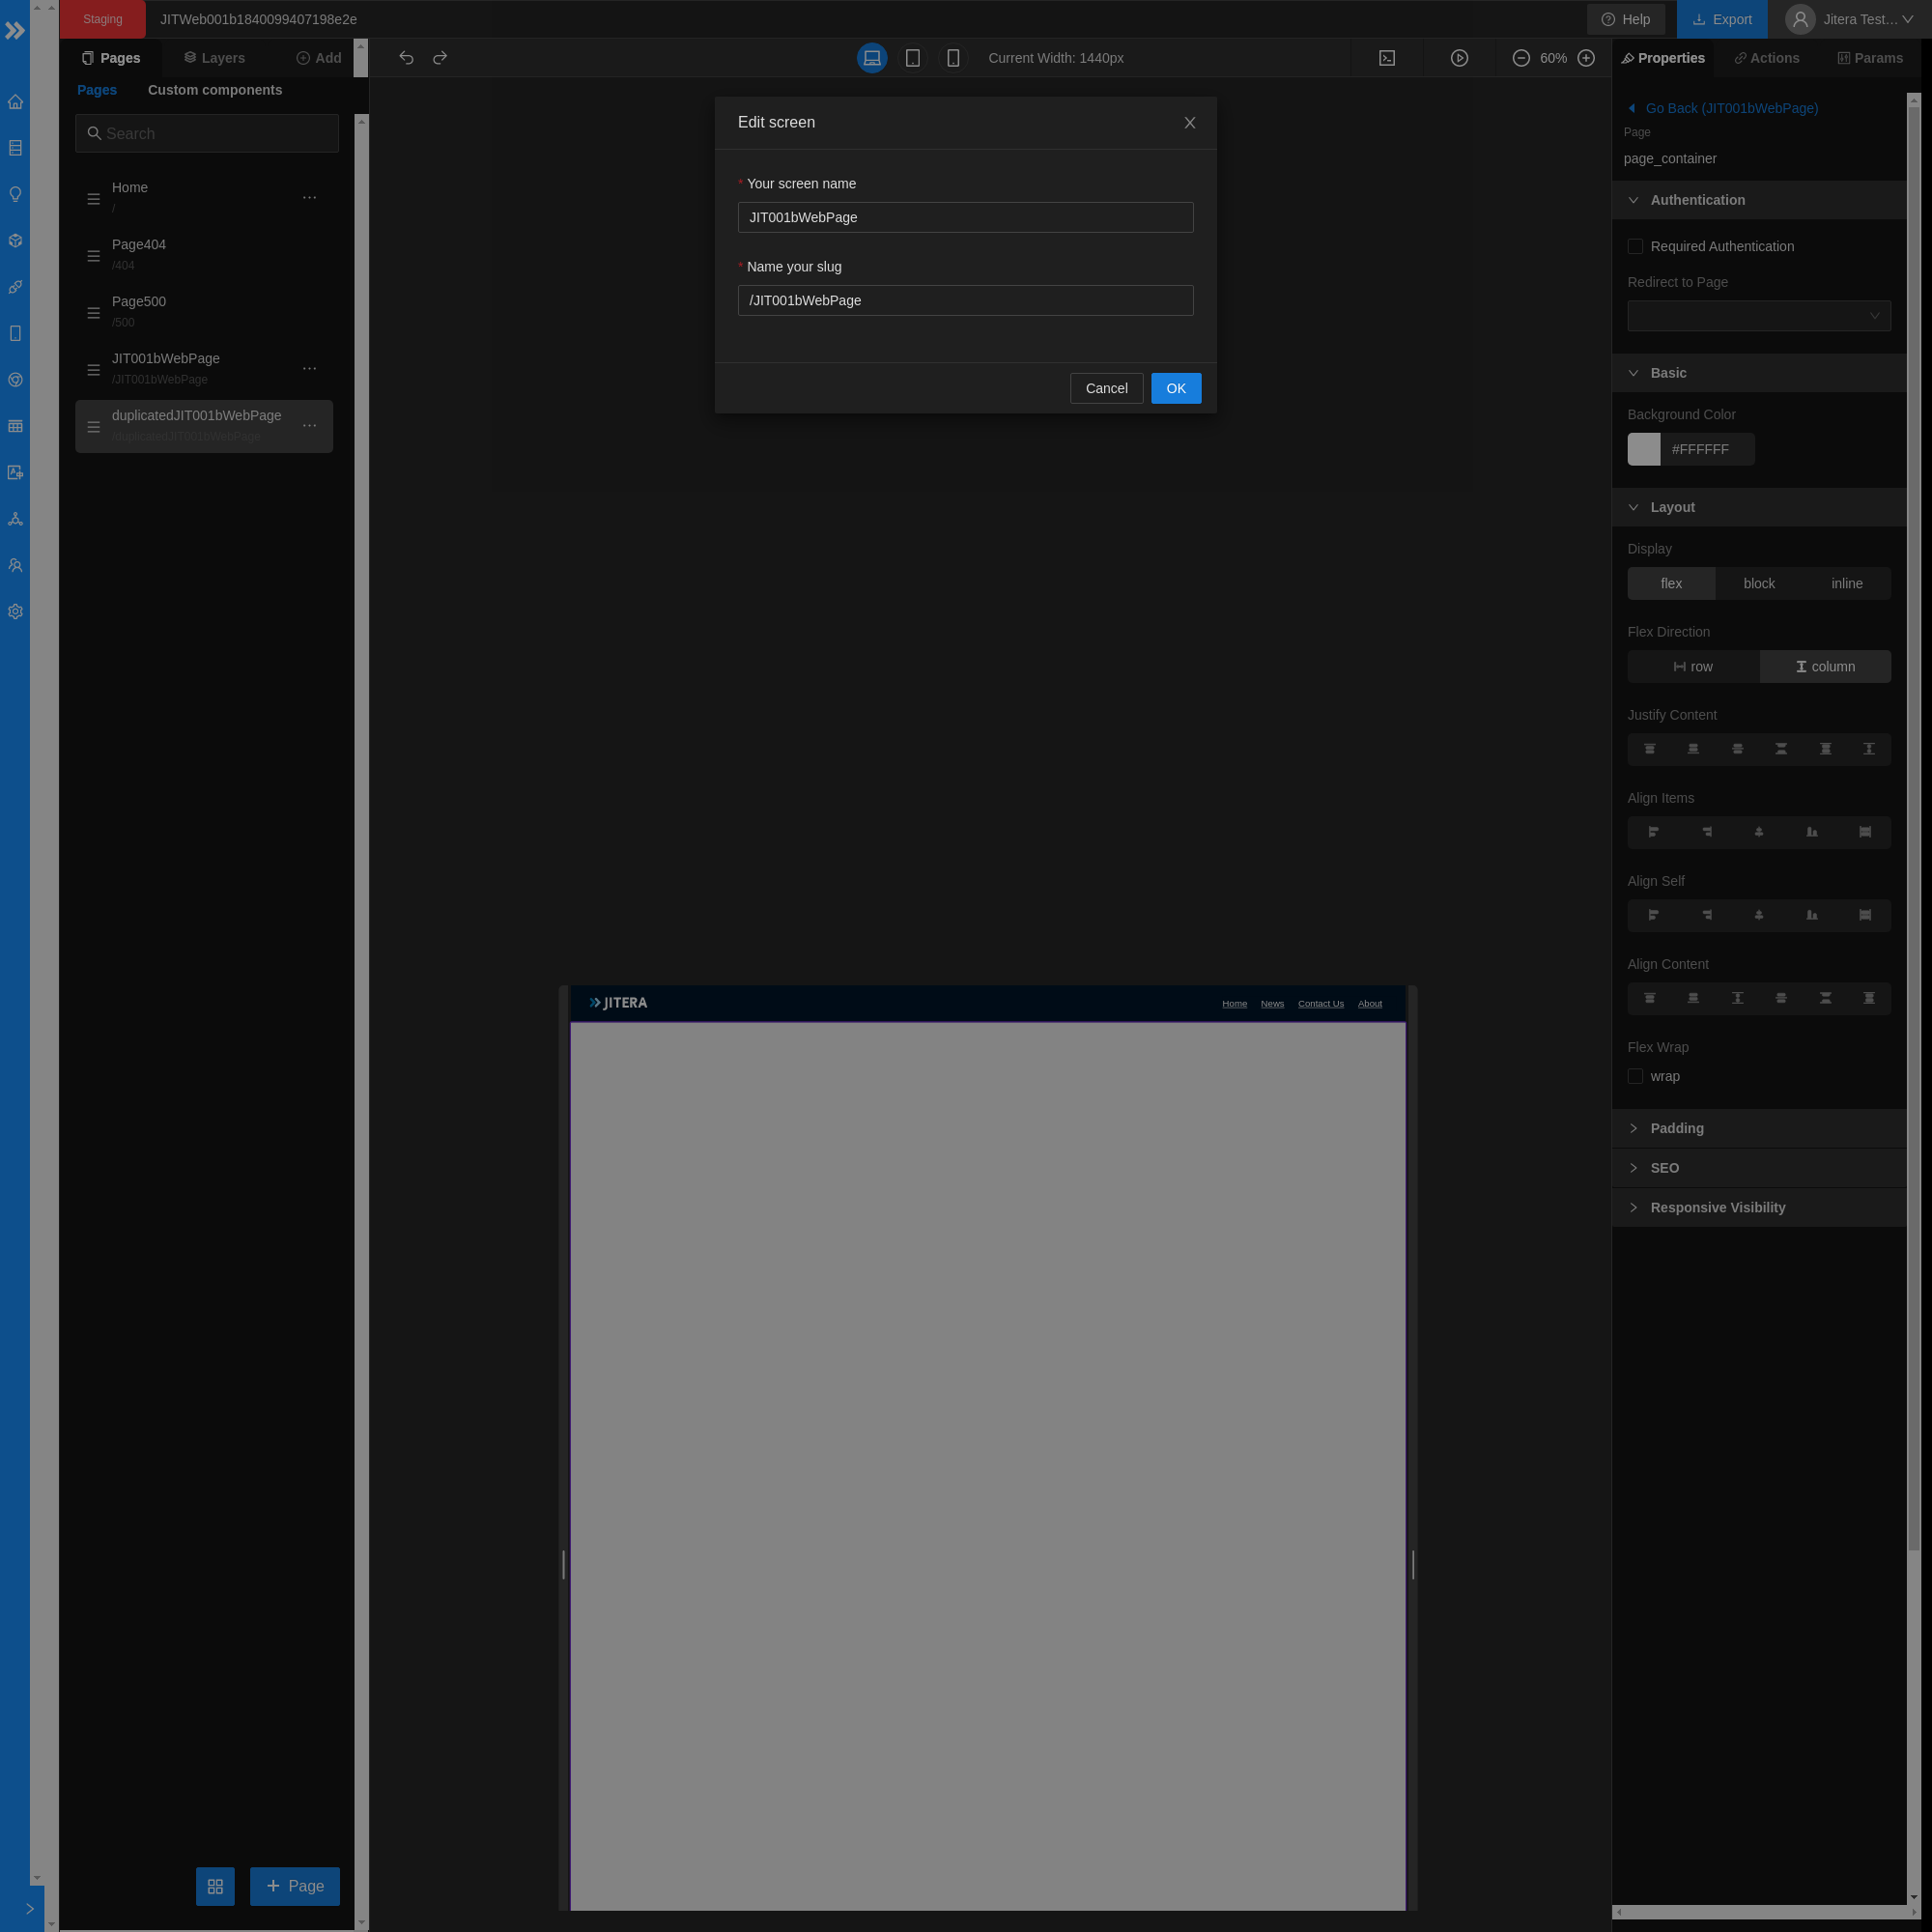 Staging
JITWeb001b1840099407198e2e
Help
Export
Jitera Test...
Pages
Layers
Add
Current Width: 1440px
60%
Properties
Actions
Params
Pages
Custom components
Search
Home
/
Page404
/404
Page500
/500
JIT001bWebPage
/JIT001bWebPage
duplicatedJIT001bWebPage
/duplicatedJIT001bWebPage
Page
Edit screen
* Your screen name
JIT001bWebPage
* Name your slug
/JIT001bWebPage
Cancel
OK
JITERA
Home
News
Contact Us
About
Go Back (JIT001bWebPage)
Page
page_container
Authentication
Required Authentication
Redirect to Page
Basic
Background Color
#FFFFFF
Layout
Display
flex
block
inline
Flex Direction
row
column
Justify Content
Align Items
Align Self
Align Content
Flex Wrap
wrap
Padding
SEO
Responsive Visibility